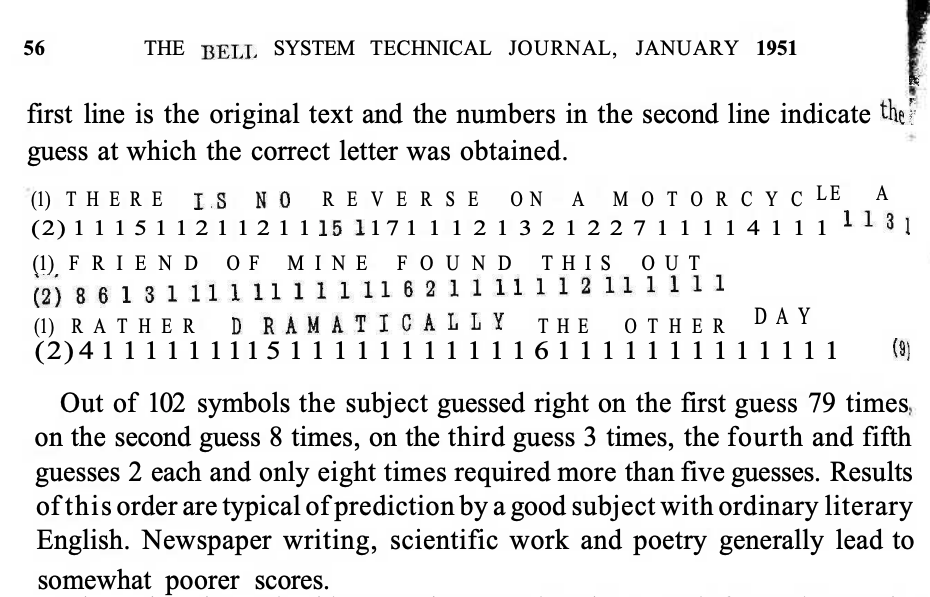 56 THE BELL SYSTEM TECHNICAL JOURNAL, JANUARY 1951
first line is the original text and the numbers in the second line indicate the
guess at which the correct letter was obtained.
(1) T H E R E I S N O R E V E R S E O N A M O T O R C Y C L E A
(2) 1 1 1 5 1 1 2 1 1 2 1 1 15 1 17 1 1 1 2 1 3 2 1 2 2 7 1 1 1 1 4 1 1 1 1 1 3 1
(1) F R I E N D O F M I N E F O U N D T H I S O U T
(2) 8 6 1 3 1 1 1 1 1 1 1 1 1 1 1 6 2 1 1 1 1 1 1 2 1 1 1 1 1 1
(1) R A T H E R D R A M A T I C A L L Y T H E O T H E R D A Y
(2) 4 1 1 1 1 1 1 1 1 5 1 1 1 1 1 1 1 1 1 1 1 6 1 1 1 1 1 1 1 1 1 1 1 1 1 (9)
Out of 102 symbols the subject guessed right on the first guess 79 times,
on the second guess 8 times, on the third guess 3 times, the fourth and fifth
guesses 2 each and only eight times required more than five guesses. Results
of this order are typical of prediction by a good subject with ordinary literary
English. Newspaper writing, scientific work and poetry generally lead to
somewhat poorer scores.